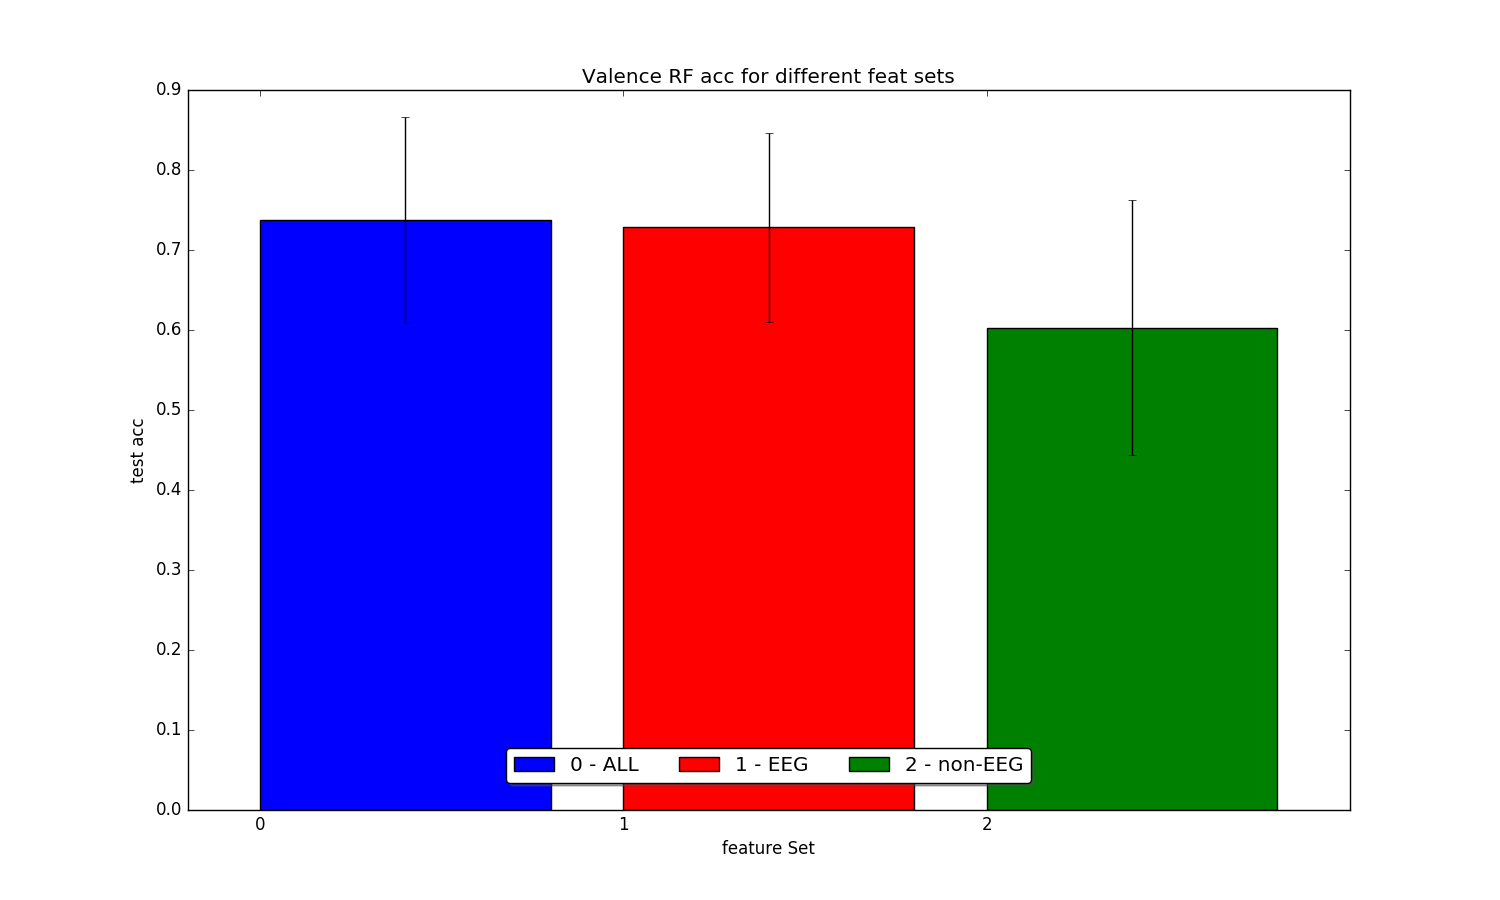 Valence RF acc for different feat sets
0.9
0.8
0.7
0.6
0.5
0.4
0.3
0.2
0.1
0.0
test acc
0 - ALL 1 - EEG 2 - non-EEG
0 1 2
feature Set